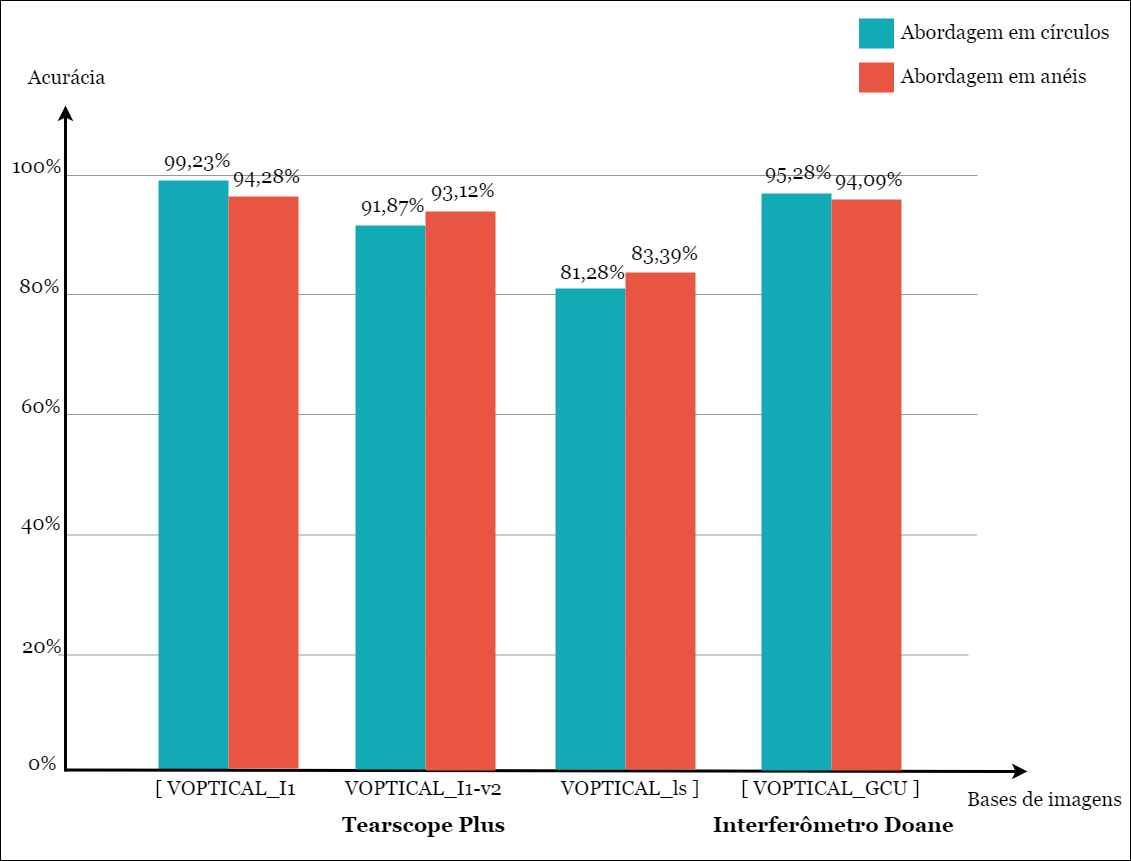 Abordagem em círculos
Abordagem em anéis
Acurácia
100%
80%
60%
40%
20%
0%
99,23%
94,28%
91,87%
93,12%
81,28%
83,39%
95,28%
94,09%
[ VOPTICAL_I1
VOPTICAL_I1-v2
VOPTICAL_ls ]
[ VOPTICAL_GCU ]
Bases de imagens
Tearscope Plus
Interferômetro Doane